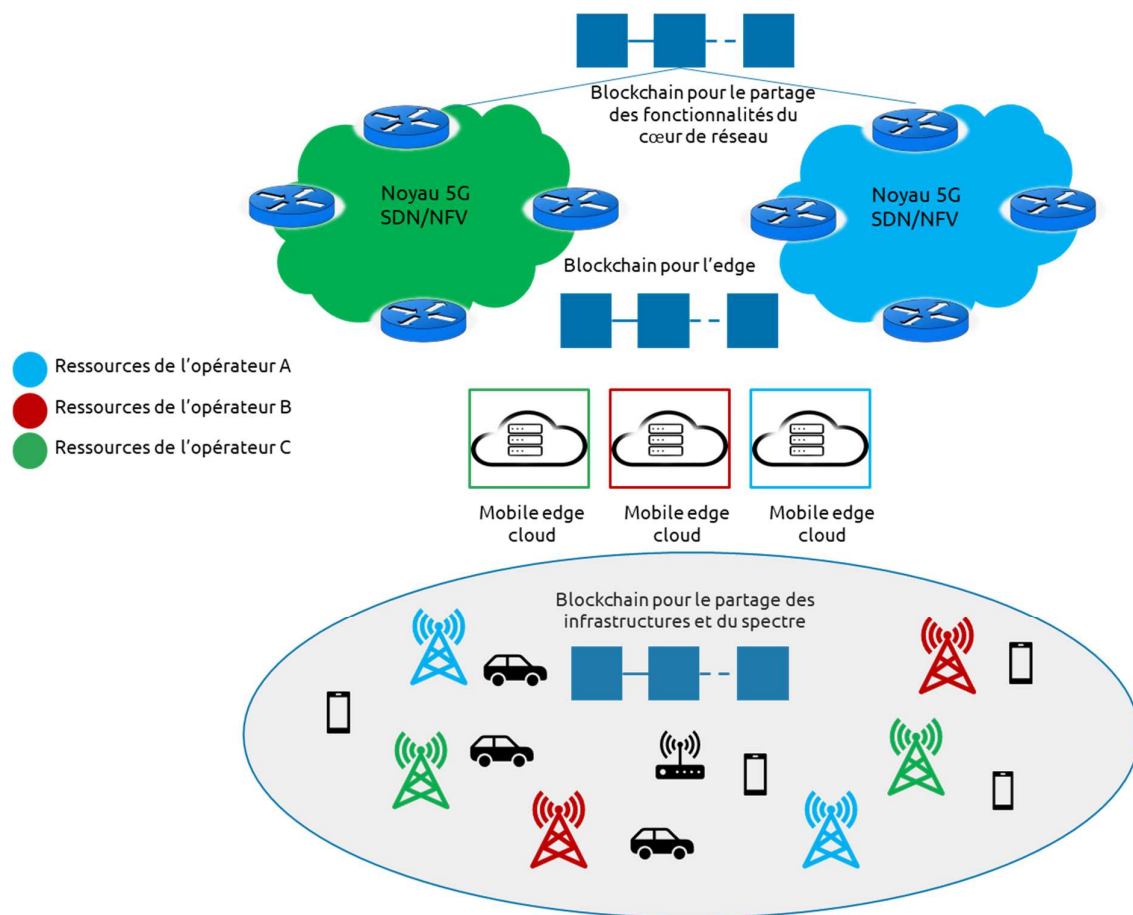 Blockchain pour le partage
des fonctionnalités du
cœur de réseau
Noyau 5G
SDN/NFV
Noyau 5G
SDN/NFV
Blockchain pour l'edge
Ressources de l'opérateur A
Ressources de l'opérateur B
Ressources de l'opérateur C
Mobile edge
cloud
Mobile edge
cloud
Mobile edge
cloud
Blockchain pour le partage des
infrastructures et du spectre